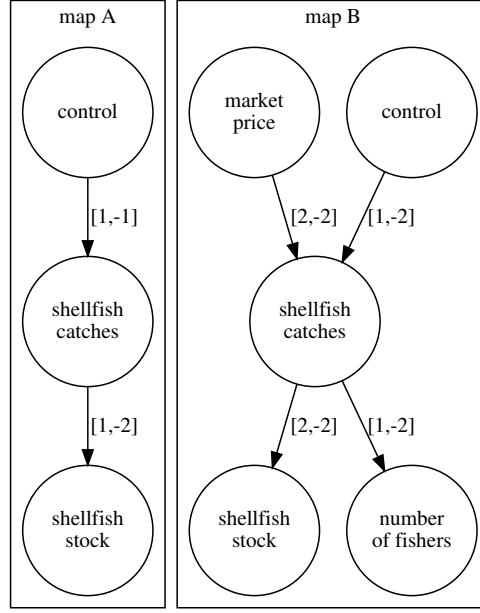 map A
control
[1,-1]
shellfish
catches
[1,-2]
shellfish
stock
map B
market
price
control
[2,-2]
[1,-2]
shellfish
catches
[2,-2]
[1,-2]
shellfish
stock
number
of fishers